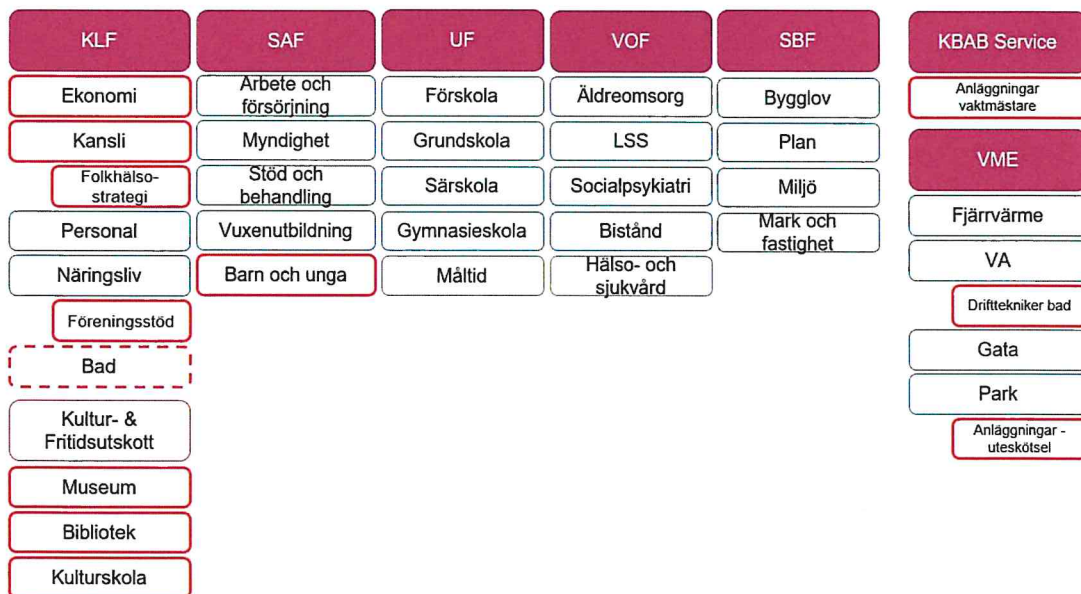 KLF
Ekonomi
Kansli
Folkhälso-
strategi
Personal
Näringsliv
Föreningsstöd
Bad
Kultur- &
Fritidsutskott
Museum
Bibliotek
Kulturskola
SAF
Arbete och
försörjning
Myndighet
Stöd och
behandling
Vuxenutbildning
Barn och unga
UF
Förskola
Grundskola
Särskola
Gymnasieskola
Måltid
VOF
Äldreomsorg
LSS
Socialpsykiatri
Bistånd
Hälso- och
sjukvård
SBF
Bygglov
Plan
Miljö
Mark och
fastighet
KBAB Service
Anläggningar
vaktmästare
VME
Fjärrvärme
VA
Drifttekniker bad
Gata
Park
Anläggningar -
uteskötsel